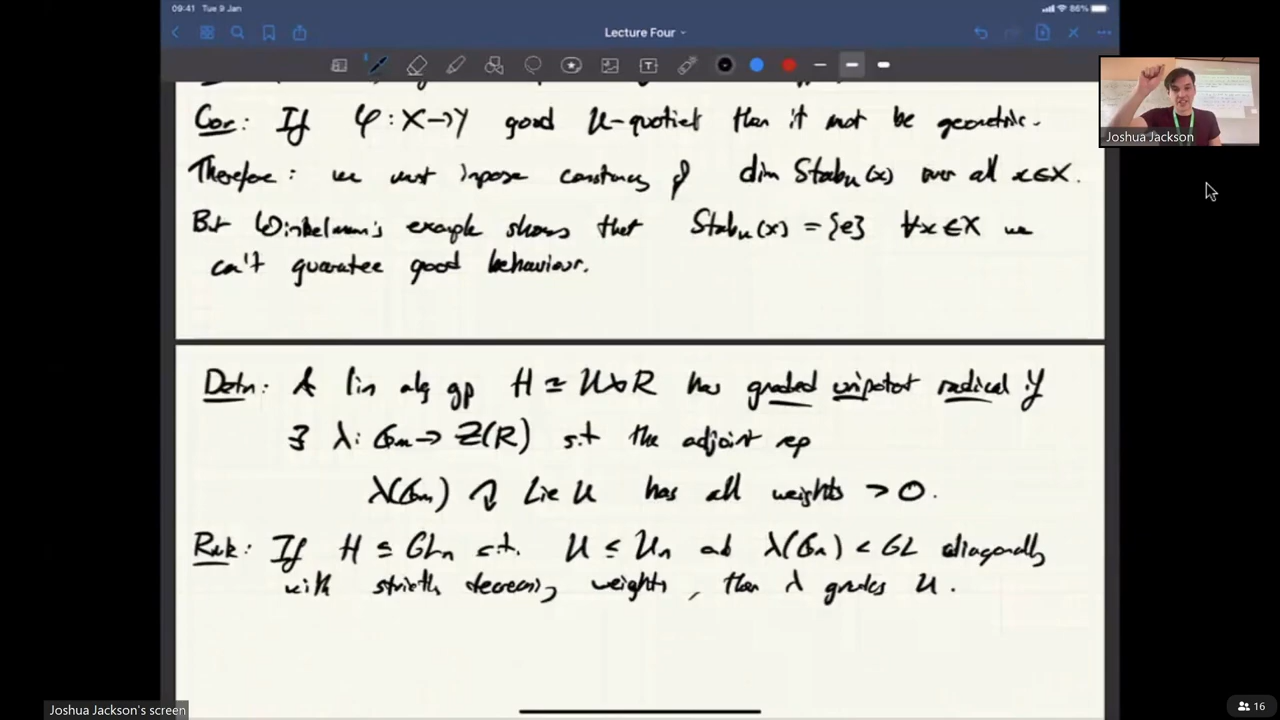 09:41 Tue 9 Jan
86%
Lecture Four
Cor: If φ: X→Y good U-quotient then it must be geometric.
Therefore: we must impose constancy of dim Stab_U(x) over all x∈X.
But Winkelmann's example shows that Stab_U(x) = {e} ∀x∈X we
can't guarantee good behaviour.
Defn: A lin alg gp H ≅ U⋊R has graded unipotent radical if
∃ λ: 𝔾m → Z(R) s.t the adjoint rep
λ(𝔾m) ↷ Lie U has all weights > 0.
Rmk: If H ≤ GLn s.t. U ≤ Un and λ(𝔾m) < GL diagonally
with strictly decreasing weights, then λ grades U.
Joshua Jackson
Joshua Jackson's screen
16